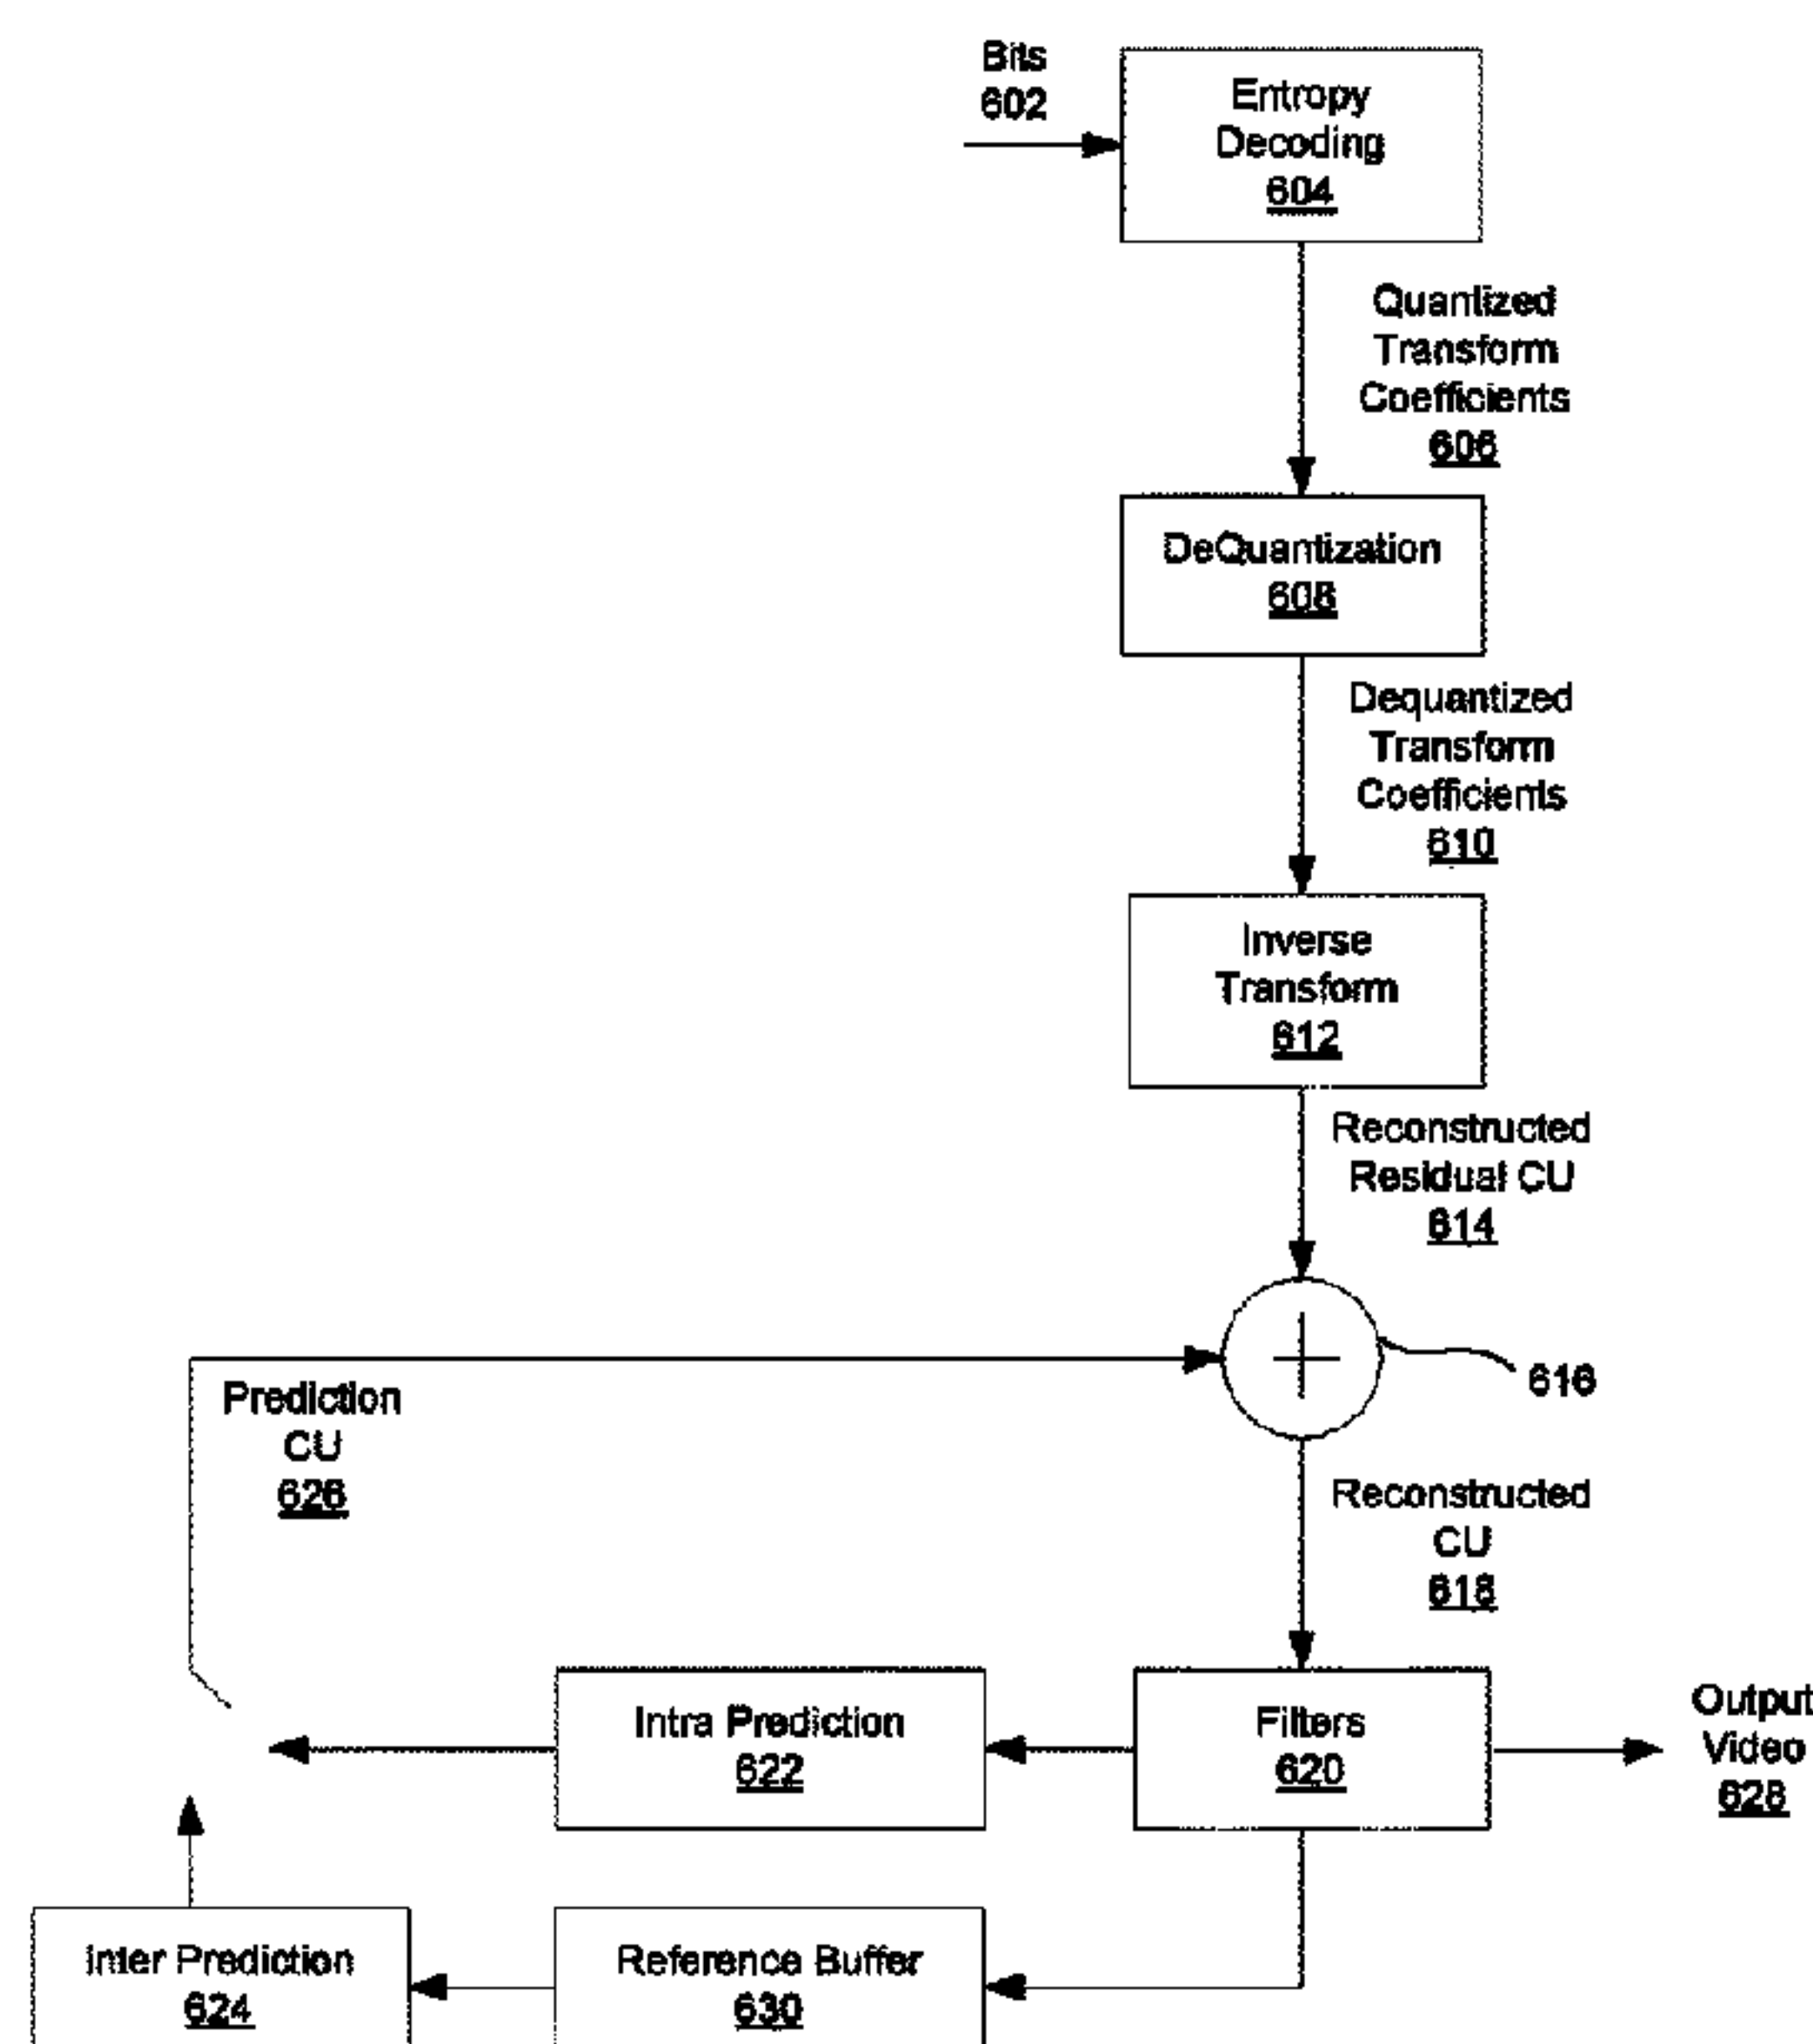 Bits
602
Entropy
Decoding
604
Quantized
Transform
Coefficients
606
DeQuantization
608
Dequantized
Transform
Coefficients
610
Inverse
Transform
612
Reconstructed
Residual CU
614
616
Prediction
CU
626
Reconstructed
CU
618
Intra Prediction
622
Filters
620
Output
Video
628
Inter Prediction
624
Reference Buffer
630